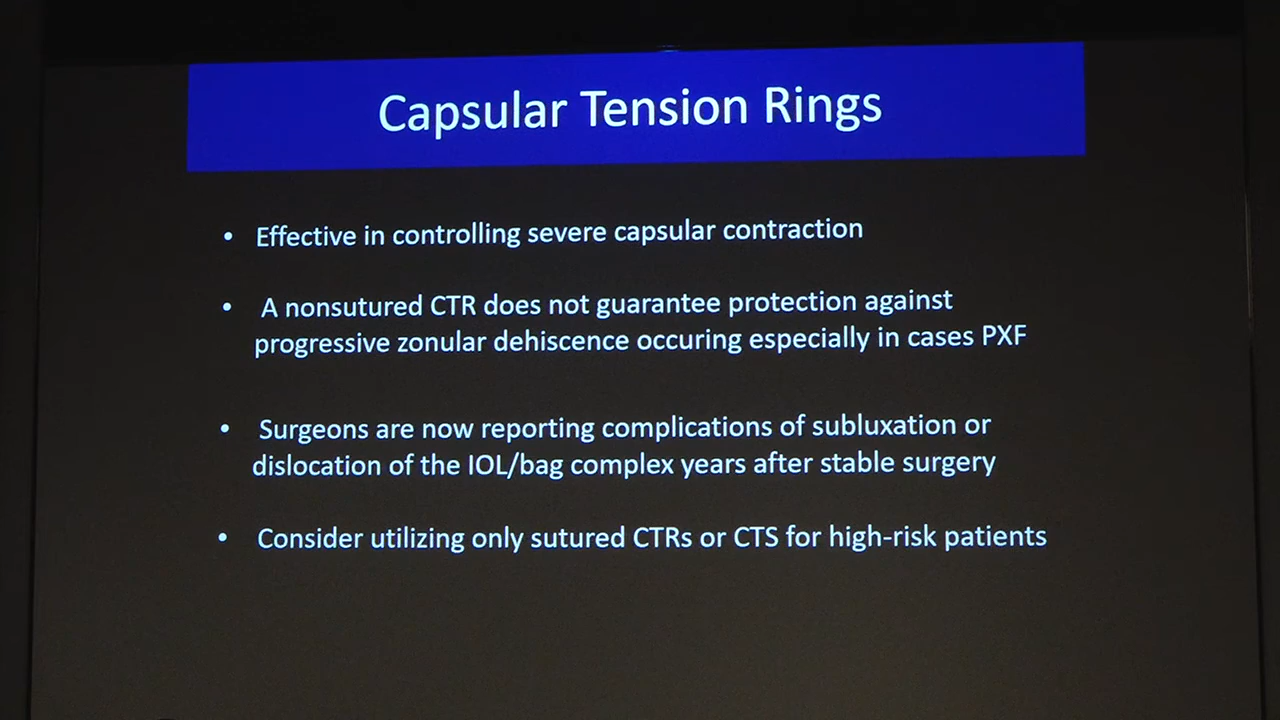 Capsular Tension Rings
• Effective in controlling severe capsular contraction
• A nonsutured CTR does not guarantee protection against
progressive zonular dehiscence occuring especially in cases PXF
• Surgeons are now reporting complications of subluxation or
dislocation of the IOL/bag complex years after stable surgery
• Consider utilizing only sutured CTRs or CTS for high-risk patients